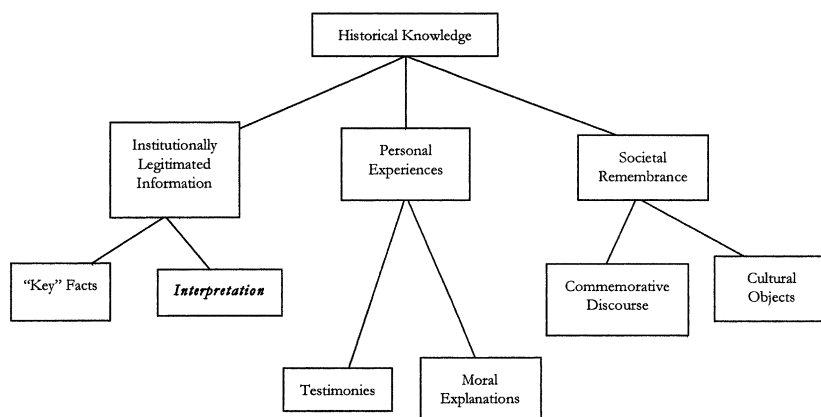 Historical Knowledge
Institutionally
Legitimated
Information
Personal
Experiences
Societal
Remembrance
“Key” Facts
Interpretation
Commemorative
Discourse
Cultural
Objects
Testimonies
Moral
Explanations